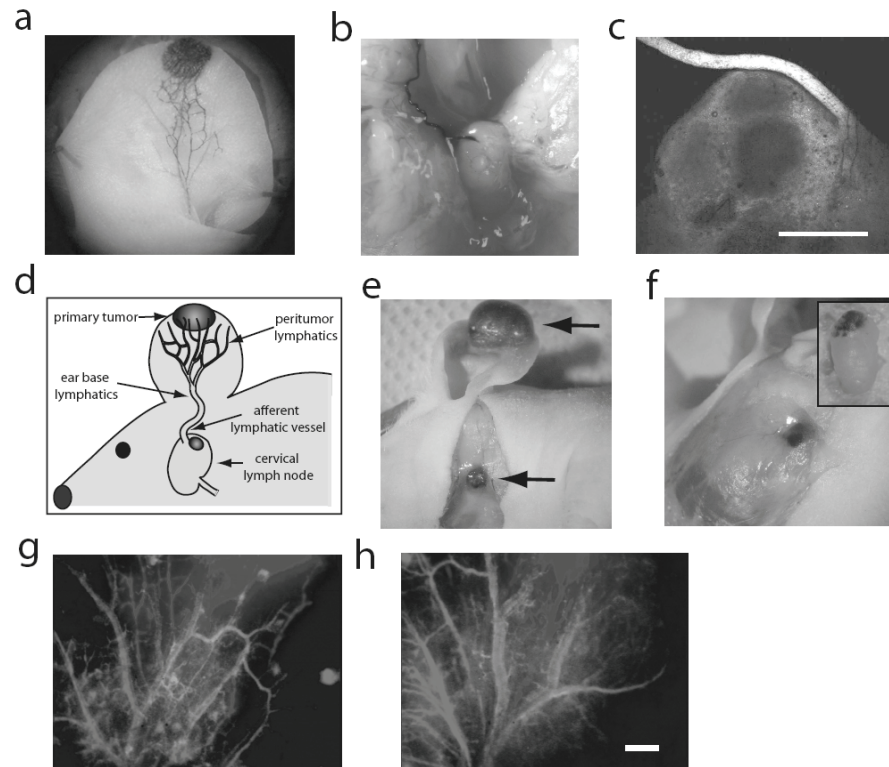 a
b
c
d
primary tumor
peritumor
lymphatics
ear base
lymphatics
afferent
lymphatic vessel
cervical
lymph node
e
f
g
h